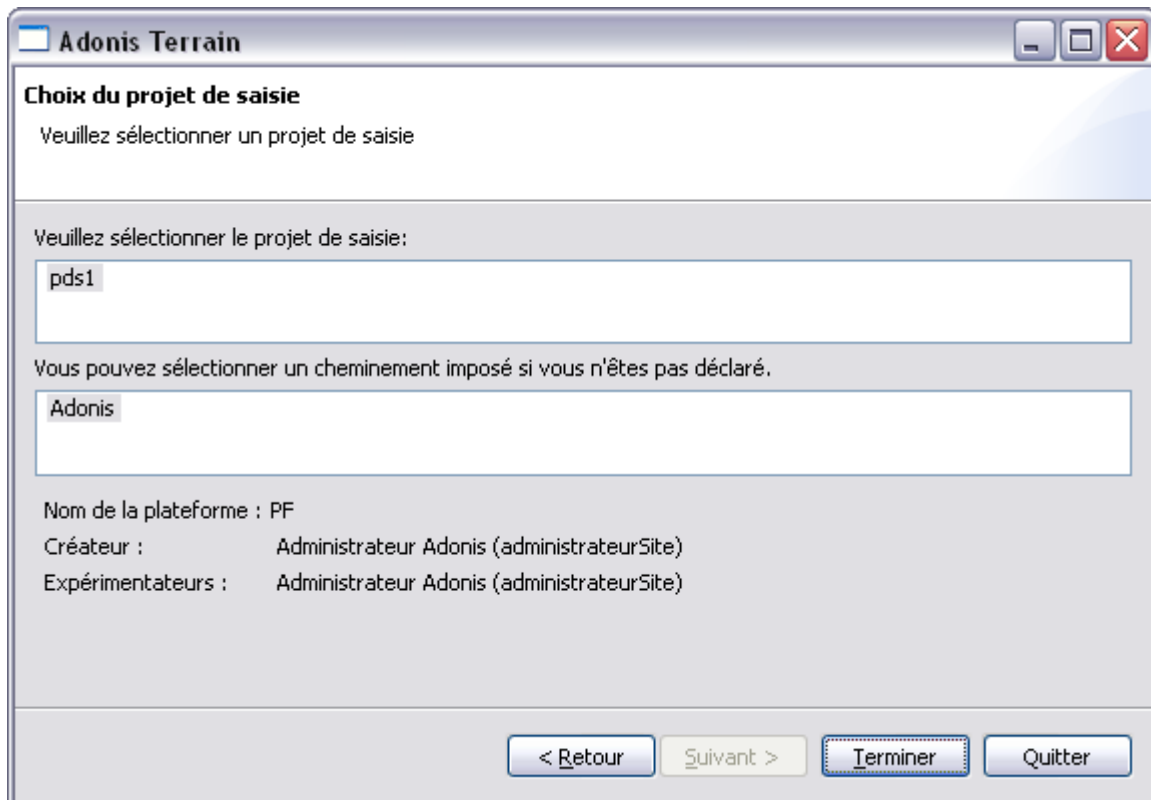 Adonis Terrain
Choix du projet de saisie
Veuillez sélectionner un projet de saisie
Veuillez sélectionner le projet de saisie:
pds1
Vous pouvez sélectionner un cheminement imposé si vous n'êtes pas déclaré.
Adonis
Nom de la plateforme : PF
Créateur : Administrateur Adonis (administrateurSite)
Expérimentateurs : Administrateur Adonis (administrateurSite)
< Retour Suivant > Terminer Quitter